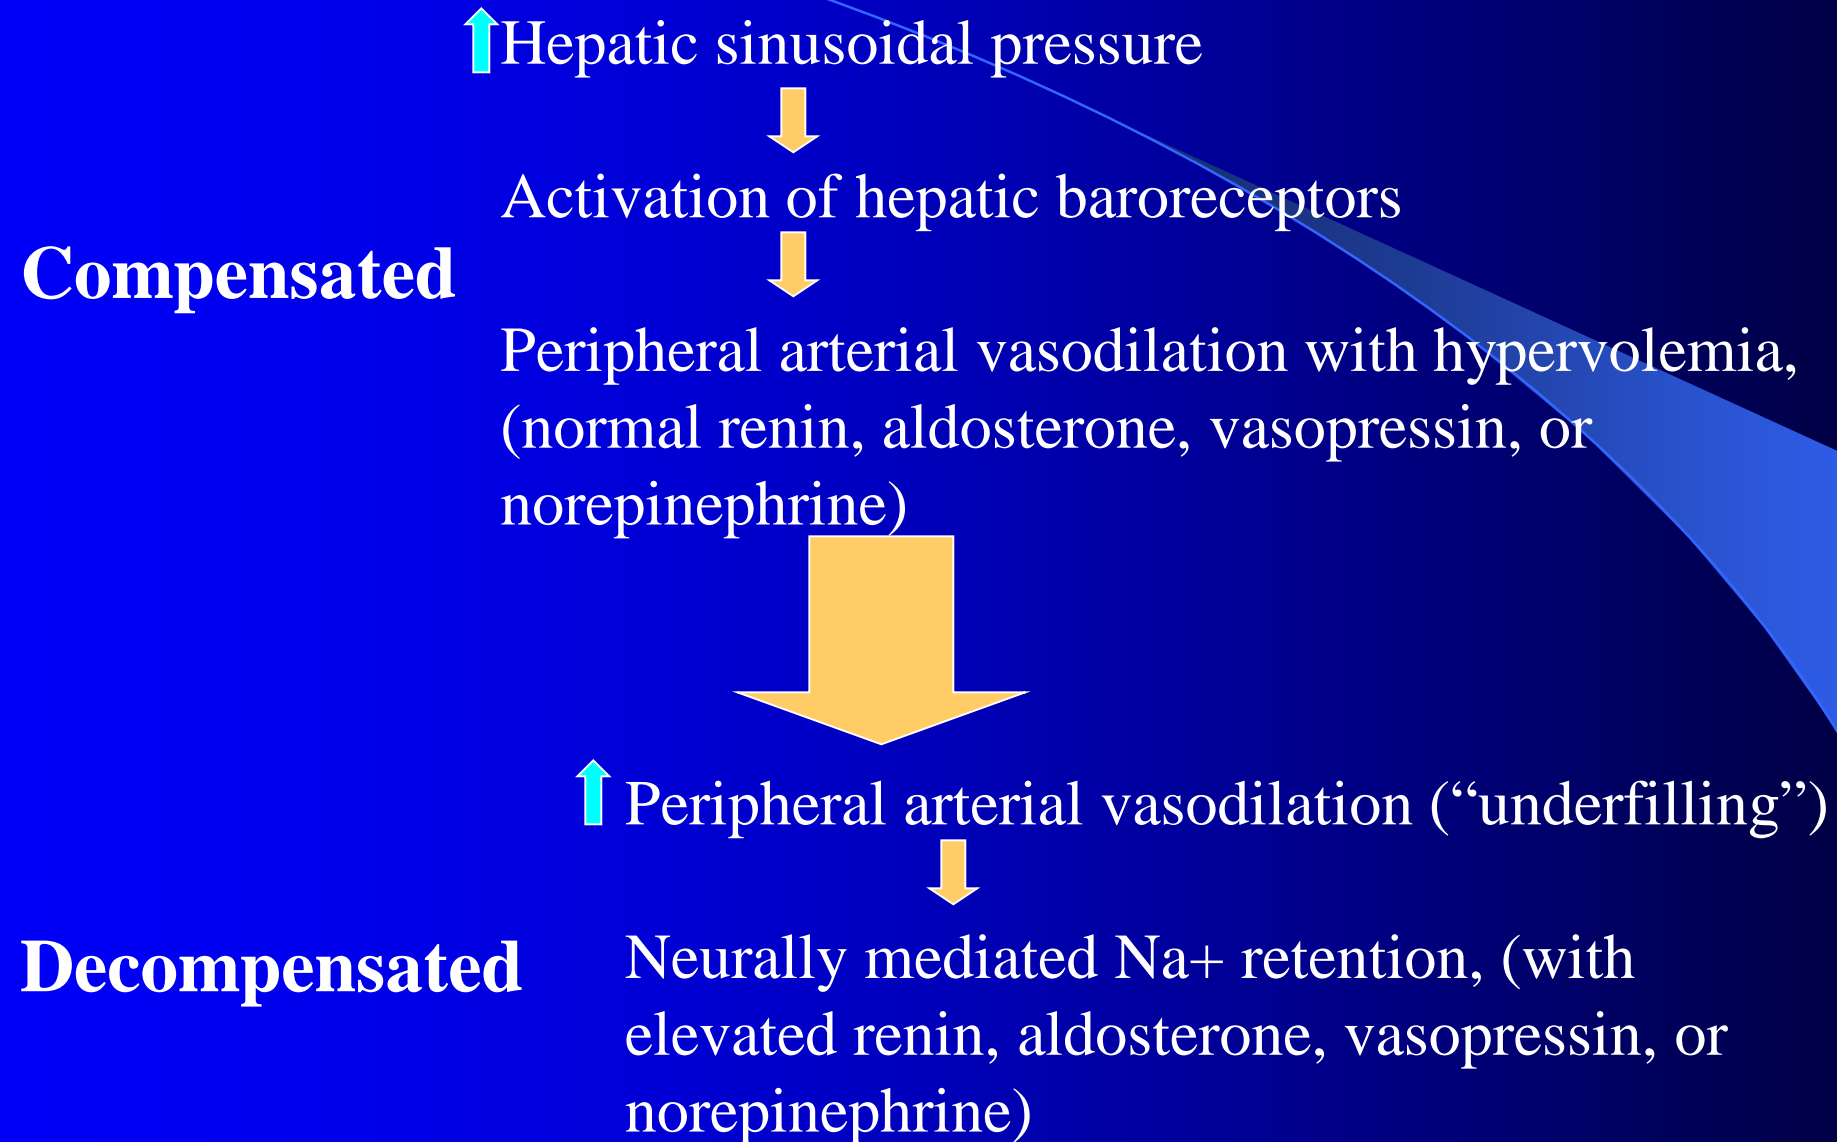 Hepatic sinusoidal pressure
Activation of hepatic baroreceptors
Compensated
Peripheral arterial vasodilation with hypervolemia,
(normal renin, aldosterone, vasopressin, or
norepinephrine)
Peripheral arterial vasodilation (“underfilling”)
Decompensated
Neurally mediated Na+ retention, (with
elevated renin, aldosterone, vasopressin, or
norepinephrine)